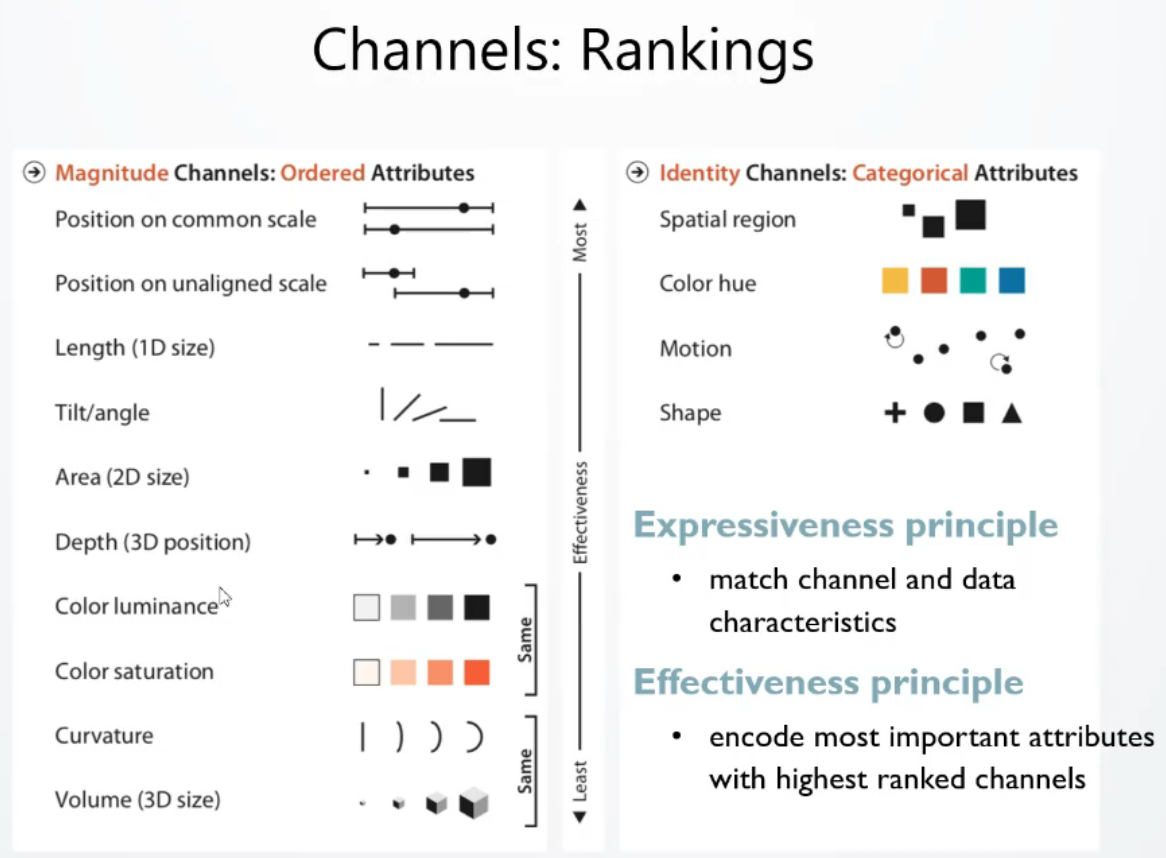 Channels: Rankings
Magnitude Channels: Ordered Attributes
Position on common scale
Position on unaligned scale
Length (1D size)
Tilt/angle
Area (2D size)
Depth (3D position)
Color luminance
Color saturation
Same
Curvature
Volume (3D size)
Same
Most
Effectiveness
Least
Identity Channels: Categorical Attributes
Spatial region
Color hue
Motion
Shape
Expressiveness principle
• match channel and data
characteristics
Effectiveness principle
• encode most important attributes
with highest ranked channels